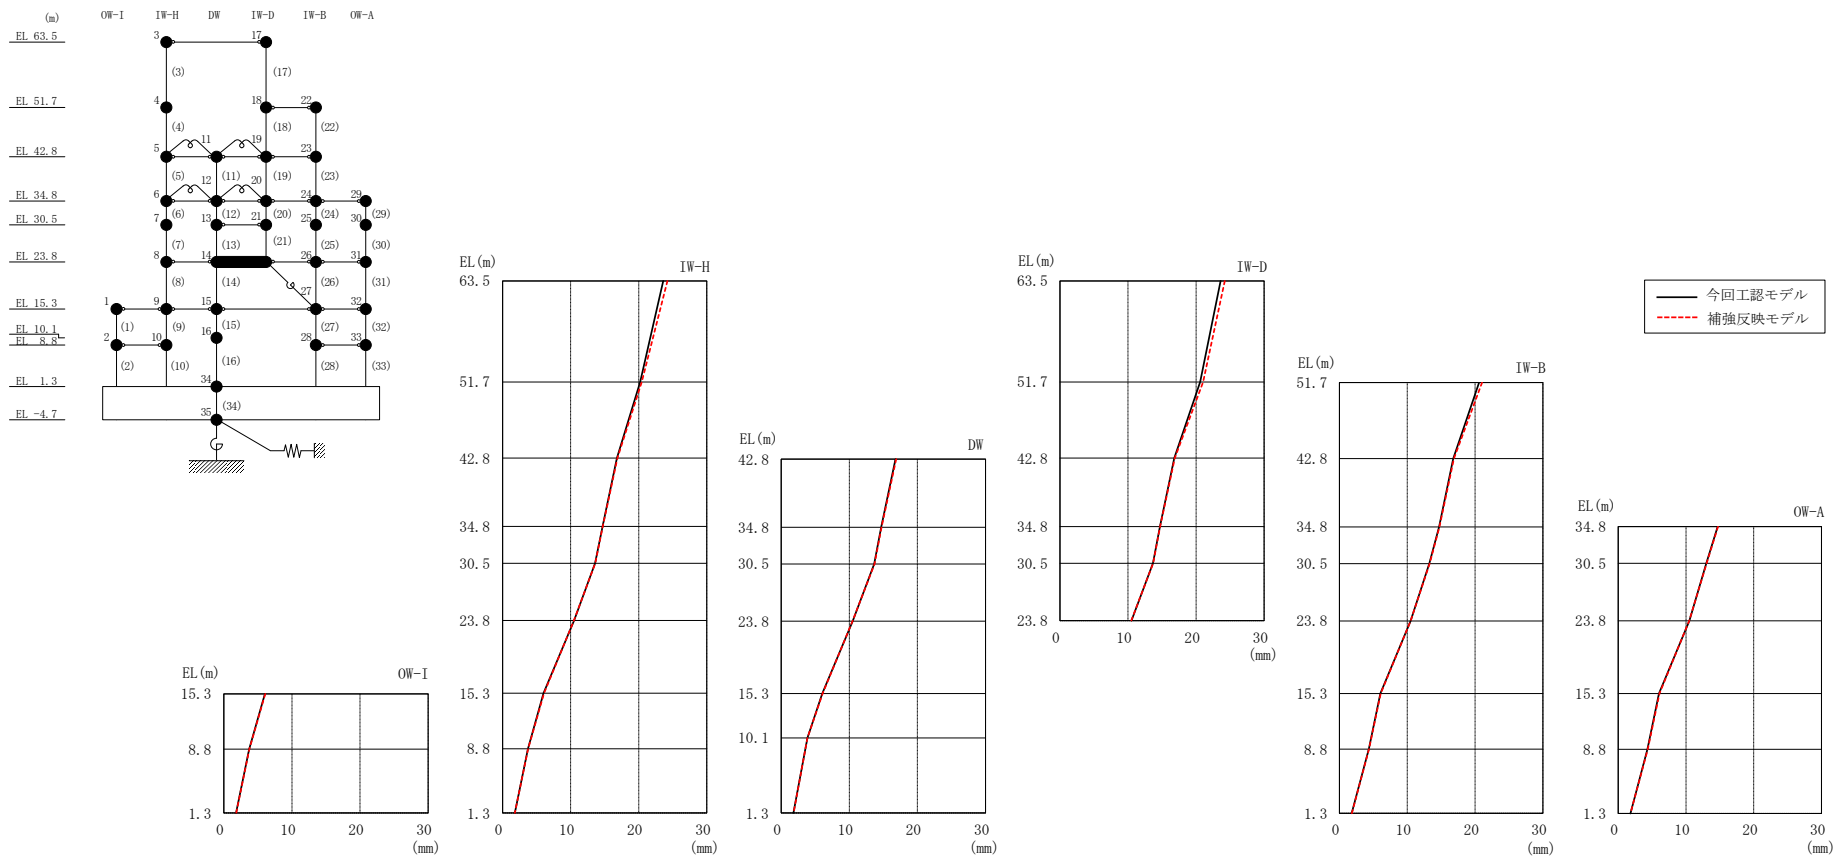 (m) OW-I IW-H DW IW-D IW-B OW-A
EL 63.5 3 17
(3) (17)
EL 51.7 4 18 22
(4) (18) (22)
11 19
EL 42.8 5 23
(5) (11) (19) (23)
12 20
EL 34.8 6 24 29
(6) (12) (20) (24) (29)
EL 30.5 7 13 21 25 30
(7) (13) (21) (25) (30)
EL 23.8 8 14 26 31
(8) (14) (26) (31)
27
EL 15.3 1 9 15 32
(1) (9) (15) (27) (32)
EL 10.1 16
EL 8.8 2 10 28 33
(2) (10) (16) (28) (33)
EL 1.3 34
(34)
EL -4.7 35
EL(m) OW-I
15.3
8.8
1.3
0 10 20 30
(mm)
EL(m) IW-H
63.5
51.7
42.8
34.8
30.5
23.8
15.3
8.8
1.3
0 10 20 30
(mm)
EL(m) DW
42.8
34.8
30.5
23.8
15.3
10.1
1.3
0 10 20 30
(mm)
EL(m) IW-D
63.5
51.7
42.8
34.8
30.5
23.8
0 10 20 30
(mm)
EL(m) IW-B
51.7
42.8
34.8
30.5
23.8
15.3
8.8
1.3
0 10 20 30
(mm)
EL(m) OW-A
34.8
30.5
23.8
15.3
8.8
1.3
0 10 20 30
(mm)
今回工認モデル
補強反映モデル